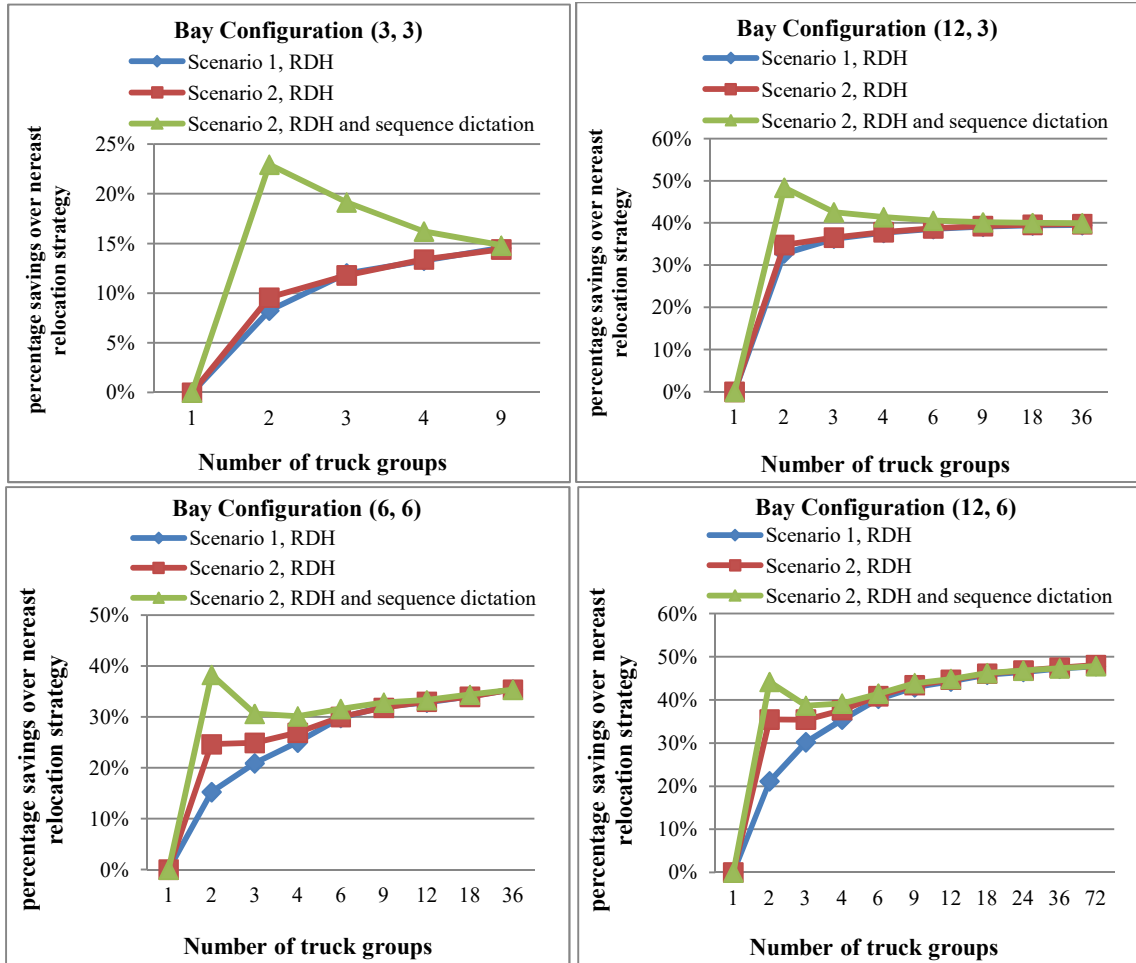 Bay Configuration (3, 3)
Scenario 1, RDH
Scenario 2, RDH
Scenario 2, RDH and sequence dictation
percentage savings over nereast
relocation strategy
25%
20%
15%
10%
5%
0%
1 2 3 4 9
Number of truck groups
Bay Configuration (12, 3)
Scenario 1, RDH
Scenario 2, RDH
Scenario 2, RDH and sequence dictation
percentage savings over nereast
relocation strategy
60%
50%
40%
30%
20%
10%
0%
1 2 3 4 6 9 18 36
Number of truck groups
Bay Configuration (6, 6)
Scenario 1, RDH
Scenario 2, RDH
Scenario 2, RDH and sequence dictation
percentage savings over nereast
relocation strategy
50%
40%
30%
20%
10%
0%
1 2 3 4 6 9 12 18 36
Number of truck groups
Bay Configuration (12, 6)
Scenario 1, RDH
Scenario 2, RDH
Scenario 2, RDH and sequence dictation
percentage savings over nereast
relocation strategy
60%
50%
40%
30%
20%
10%
0%
1 2 3 4 6 9 12 18 24 36 72
Number of truck groups